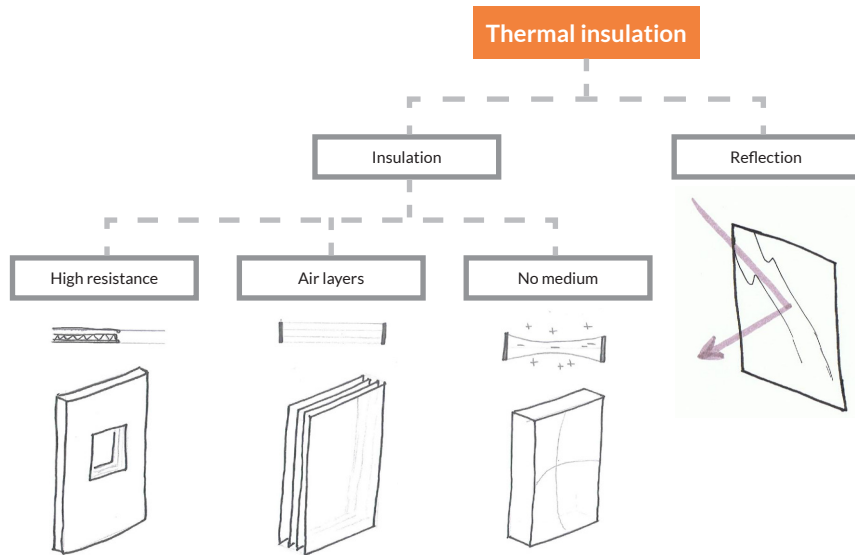 Thermal insulation
Insulation
Reflection
High resistance
Air layers
No medium